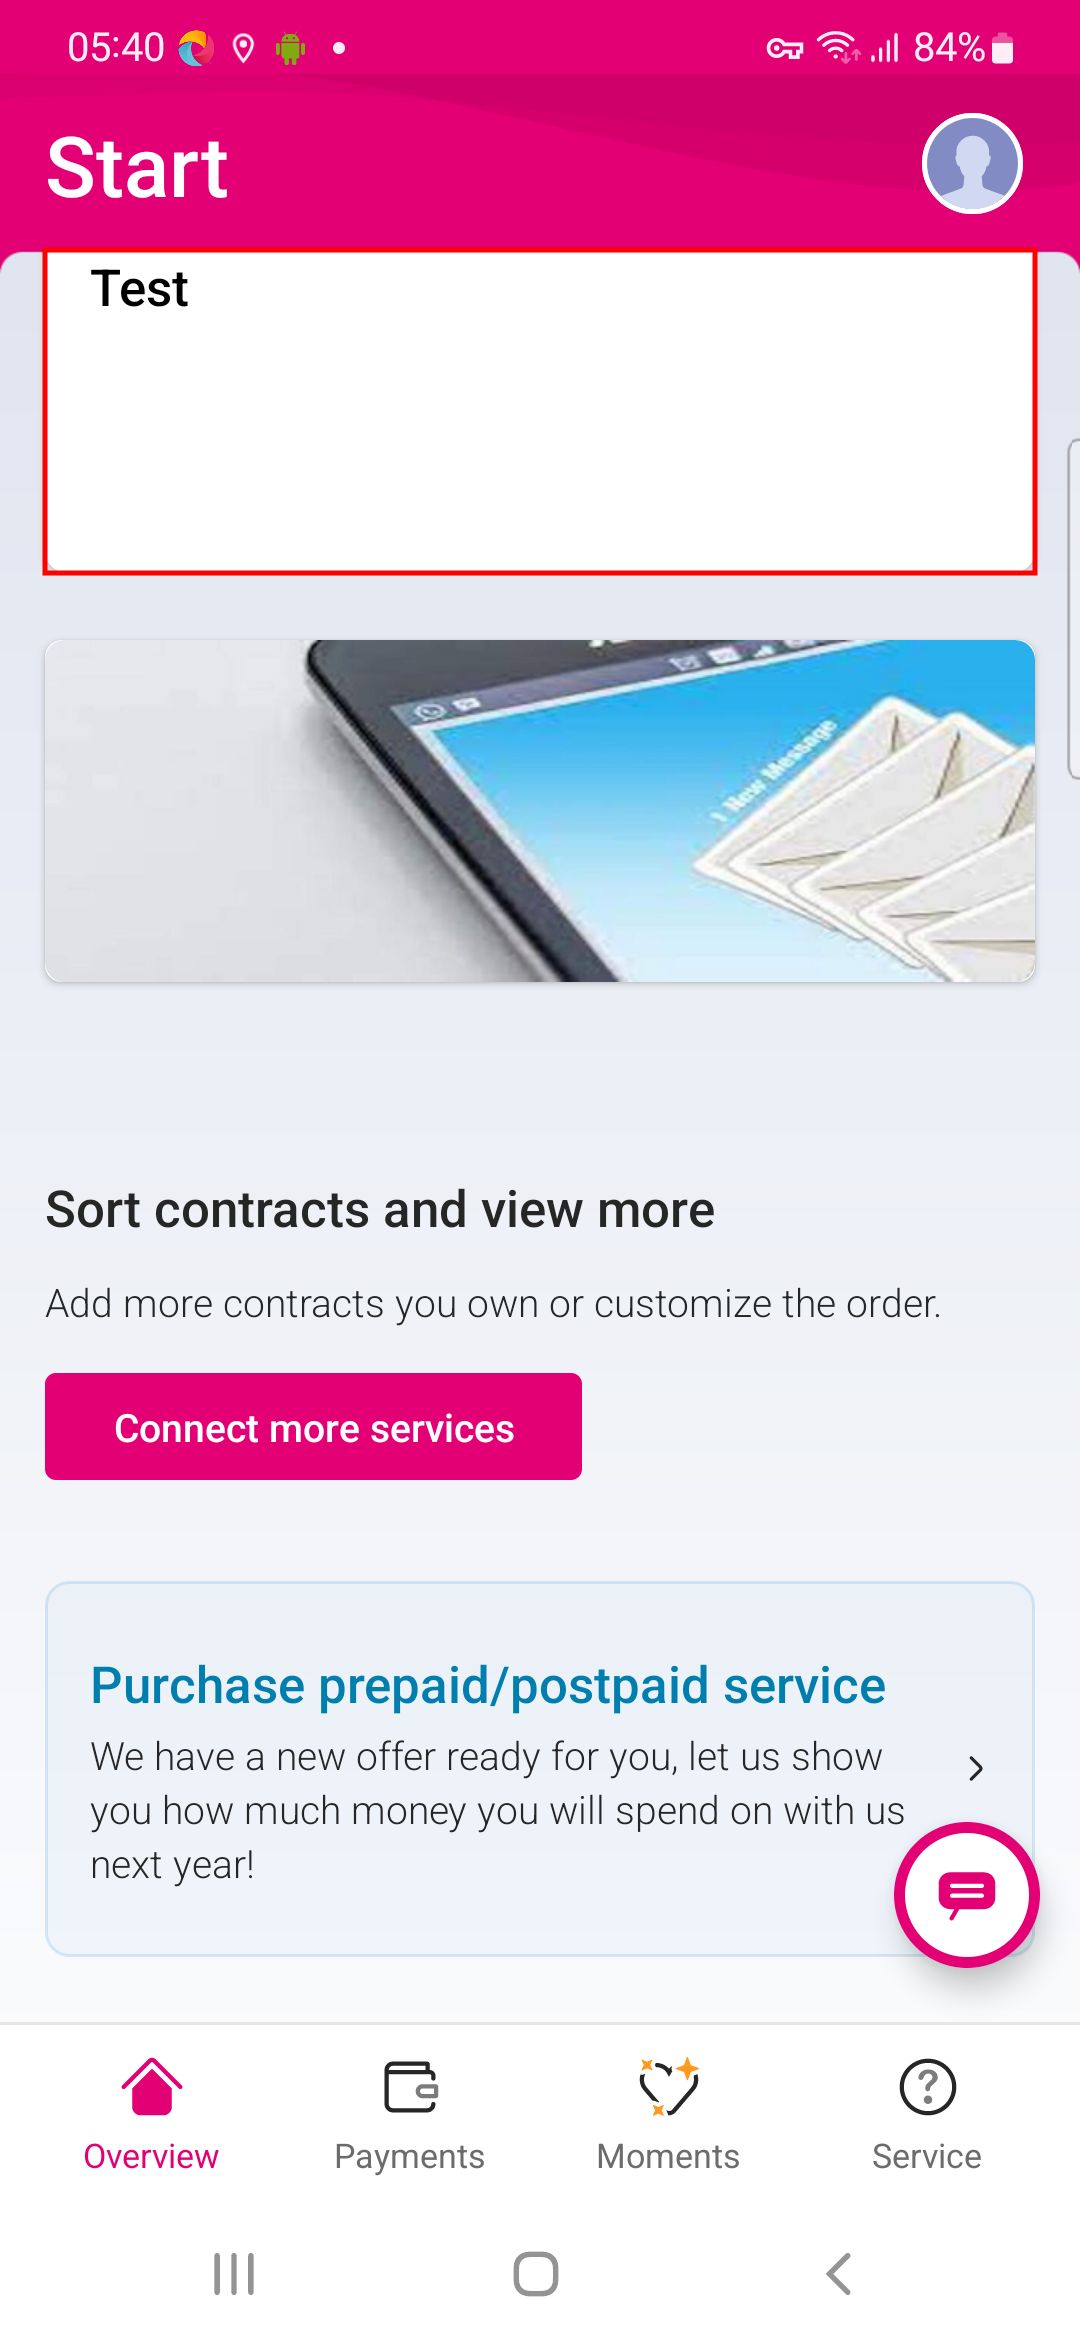 05:40
84%
Start
Test
1 New Message
Sort contracts and view more
Add more contracts you own or customize the order.
Connect more services
Purchase prepaid/postpaid service
We have a new offer ready for you, let us show
you how much money you will spend on with us
next year!
Overview
Payments
Moments
Service